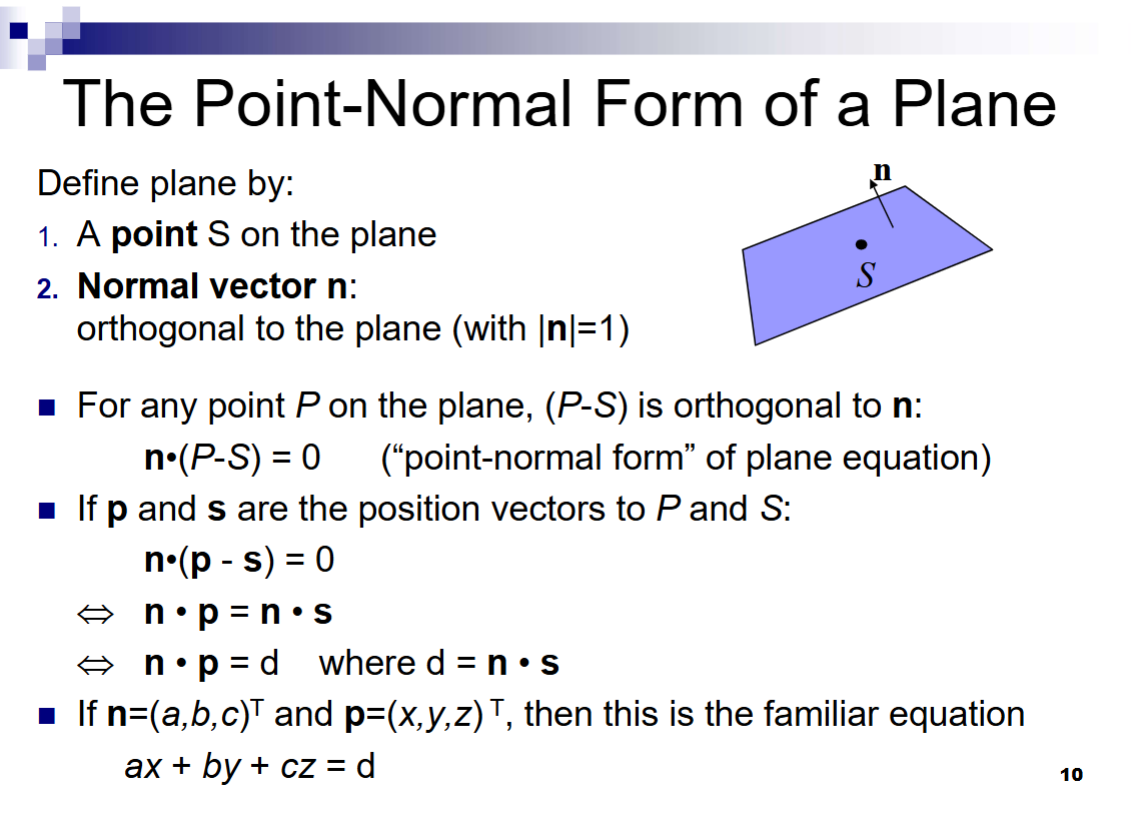 The Point-Normal Form of a Plane
Define plane by:
1. A point S on the plane
2. Normal vector n:
orthogonal to the plane (with |n|=1)
n
S
■ For any point P on the plane, (P-S) is orthogonal to n:
n•(P-S) = 0 (“point-normal form” of plane equation)
■ If p and s are the position vectors to P and S:
n•(p - s) = 0
⇔ n • p = n • s
⇔ n • p = d where d = n • s
■ If n=(a,b,c)ᵀ and p=(x,y,z)ᵀ, then this is the familiar equation
ax + by + cz = d
10